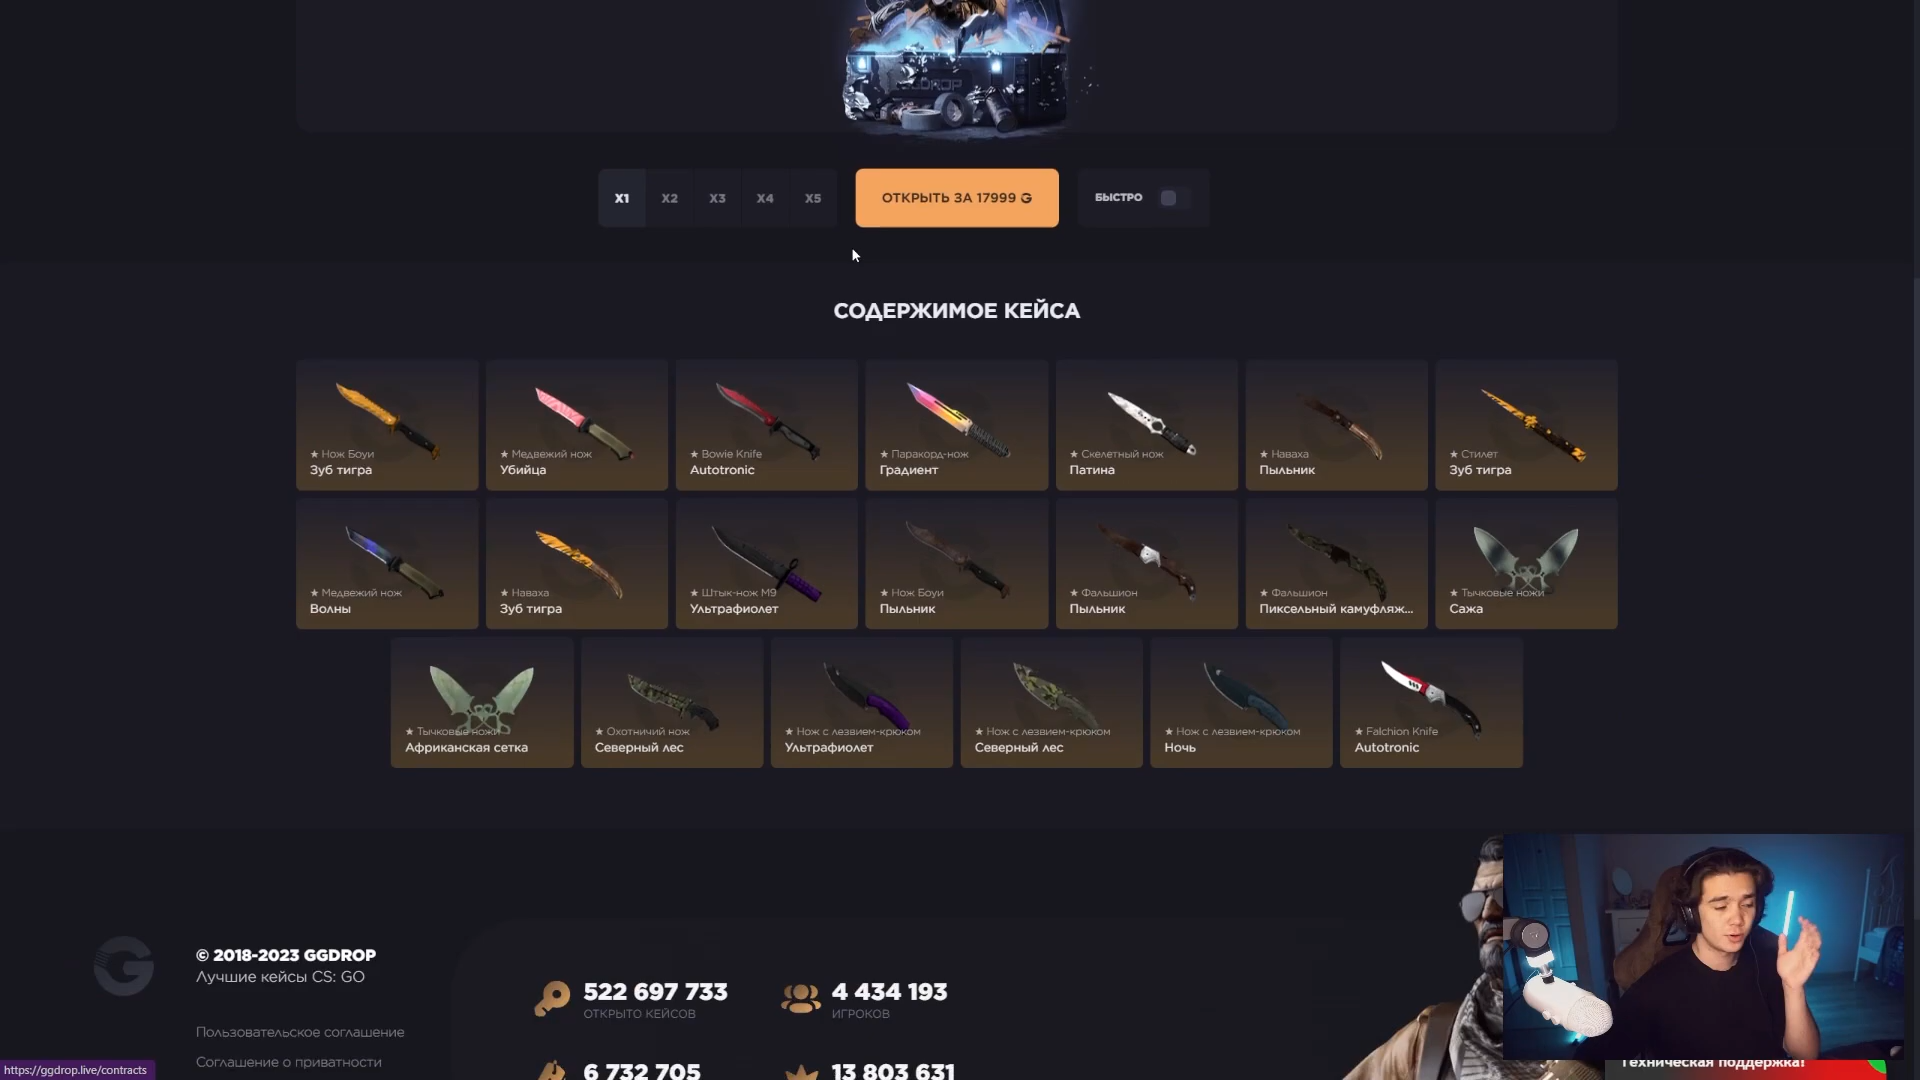 GGDROP
X1 X2 X3 X4 X5
ОТКРЫТЬ ЗА 17999 G
БЫСТРО
СОДЕРЖИМОЕ КЕЙСА
★ Нож Боуи
Зуб тигра
★ Медвежий нож
Убийца
★ Bowie Knife
Autotronic
★ Паракорд-нож
Градиент
★ Скелетный нож
Патина
★ Наваха
Пыльник
★ Стилет
Зуб тигра
★ Медвежий нож
Волны
★ Наваха
Зуб тигра
★ Штык-нож M9
Ультрафиолет
★ Нож Боуи
Пыльник
★ Фальшион
Пыльник
★ Фальшион
Пиксельный камуфляж...
★ Тычковые ножи
Сажа
★ Тычковые ножи
Африканская сетка
★ Охотничий нож
Северный лес
★ Нож с лезвием-крюком
Ультрафиолет
★ Нож с лезвием-крюком
Северный лес
★ Нож с лезвием-крюком
Ночь
★ Falchion Knife
Autotronic
© 2018-2023 GGDROP
Лучшие кейсы CS: GO
Пользовательское соглашение
Соглашение о приватности
522 697 733
ОТКРЫТО КЕЙСОВ
4 434 193
ИГРОКОВ
6 732 705
13 803 631
Техническая поддержка!
https://ggdrop.live/contracts